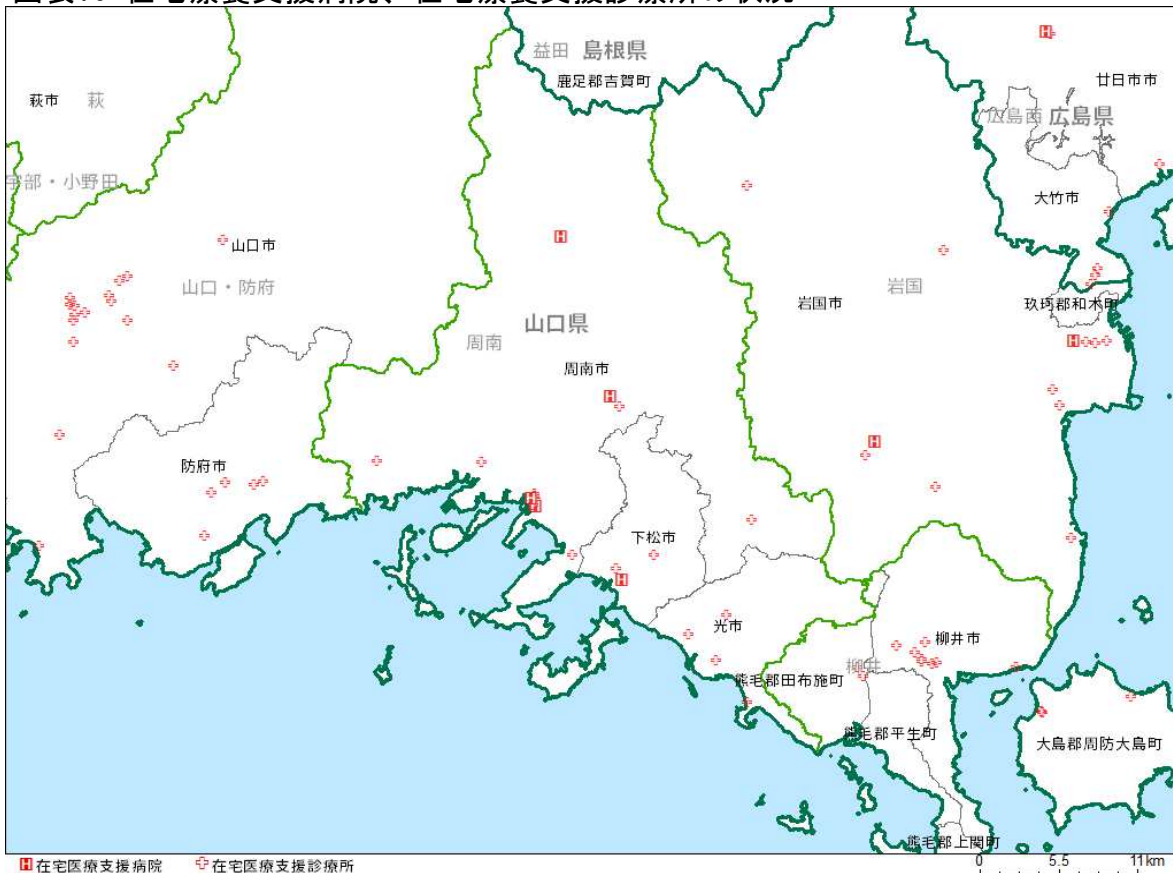 益田 島根県
鹿足郡吉賀町
廿日市市
萩市 萩
広島西 広島県
宇部・小野田
大竹市
山口市
山口・防府
岩国
岩国市
玖珂郡和木町
山口県
周南
周南市
防府市
下松市
光市
柳井市
柳井
熊毛郡田布施町
熊毛郡平生町
大島郡周防大島町
熊毛郡上関町
H 在宅医療支援病院 在宅医療支援診療所
0 5.5 11km